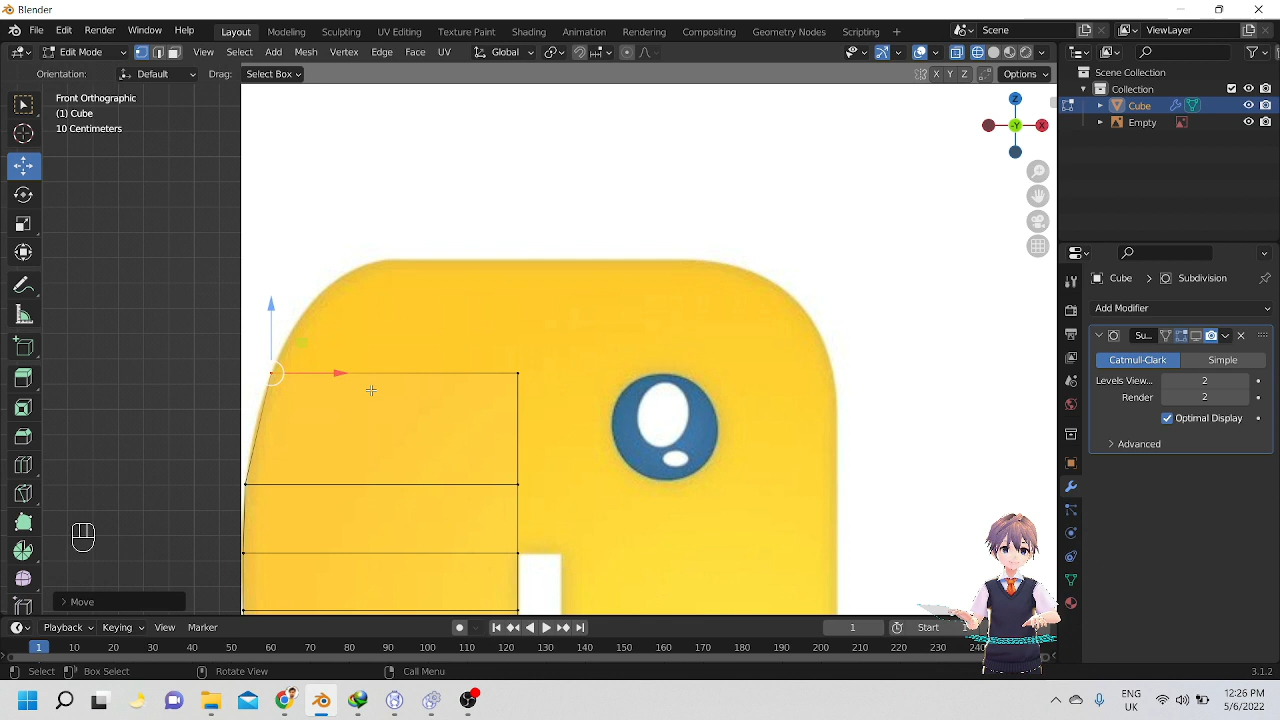 Blender
File Edit Render Window Help Layout Modeling Sculpting UV Editing Texture Paint Shading Animation Rendering Compositing Geometry Nodes Scripting + Scene ViewLayer
Edit Mode View Select Add Mesh Vertex Edge Face UV Global
Orientation: Default Drag: Select Box X Y Z Options
Scene Collection
Collection
Cube
Empty
Front Orthographic
(1) Cube
10 Centimeters
Z
-Y X
Cube Subdivision
Add Modifier
Su...
Catmull-Clark Simple
Levels View... 2
Render 2
Optimal Display
Advanced
Move
Playback Keying View Marker 1 Start
1 10 20 30 40 50 60 70 80 90 100 110 120 130 140 150 160 170 180 190 200 210 220 230 240
Select Box Select Rotate View Call Menu 3.1.2
ENG
UK
12:26 PM
5/6/2022